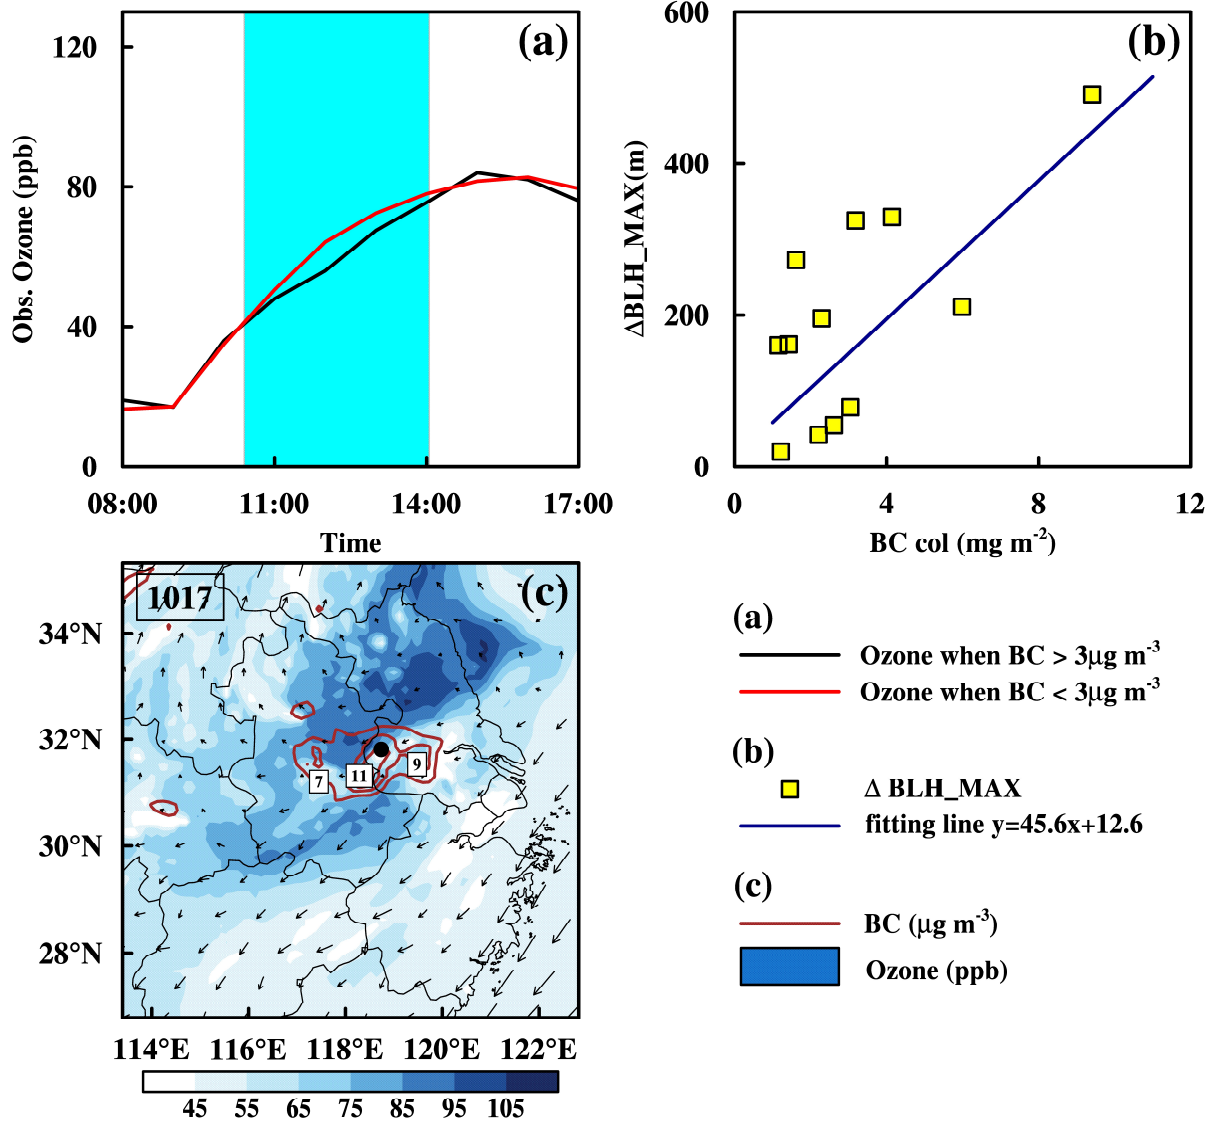 (a)
120
80
40
0
Obs. Ozone (ppb)
08:00 11:00 14:00 17:00
Time
(b)
600
400
200
0
ΔBLH_MAX(m)
0 4 8 12
BC col (mg m-2)
(c)
1017
34°N
32°N
30°N
28°N
7 11 9
114°E 116°E 118°E 120°E 122°E
45 55 65 75 85 95 105
(a)
Ozone when BC > 3μg m-3
Ozone when BC < 3μg m-3
(b)
Δ BLH_MAX
fitting line y=45.6x+12.6
(c)
BC (μg m-3)
Ozone (ppb)